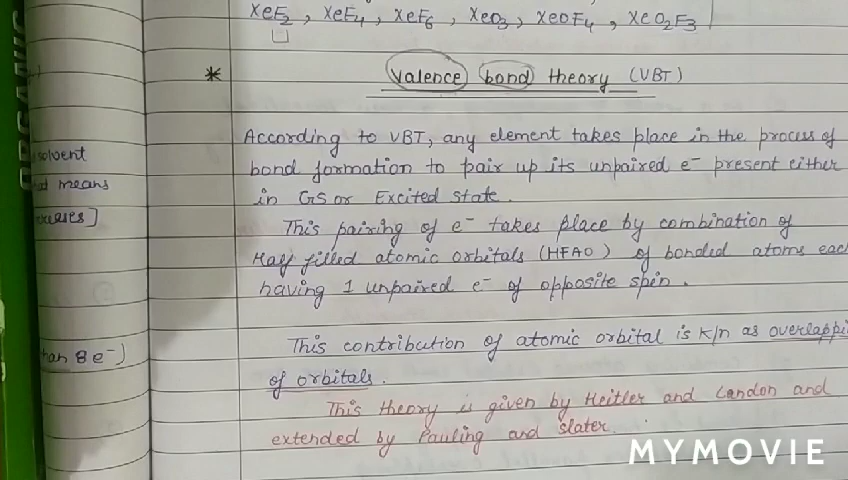 XeF2, XeF4, XeF6, XeO3, XeOF4, XeO2F3
* Valence bond theory (VBT)
According to VBT, any element takes place in the process of
solvent
bond formation to pair up its unpaired e- present either
means
in GS or Excited state.
creases]
This pairing of e- takes place by combination of
Half filled atomic orbitals (HFAO) of bonded atoms eac
having 1 unpaired e- of opposite spin.
This contribution of atomic orbital is k/n as overlappi
han 8 e-)
of orbitals.
This theory is given by Heitler and London and
extended by Pauling and Slater.
MYMOVIE